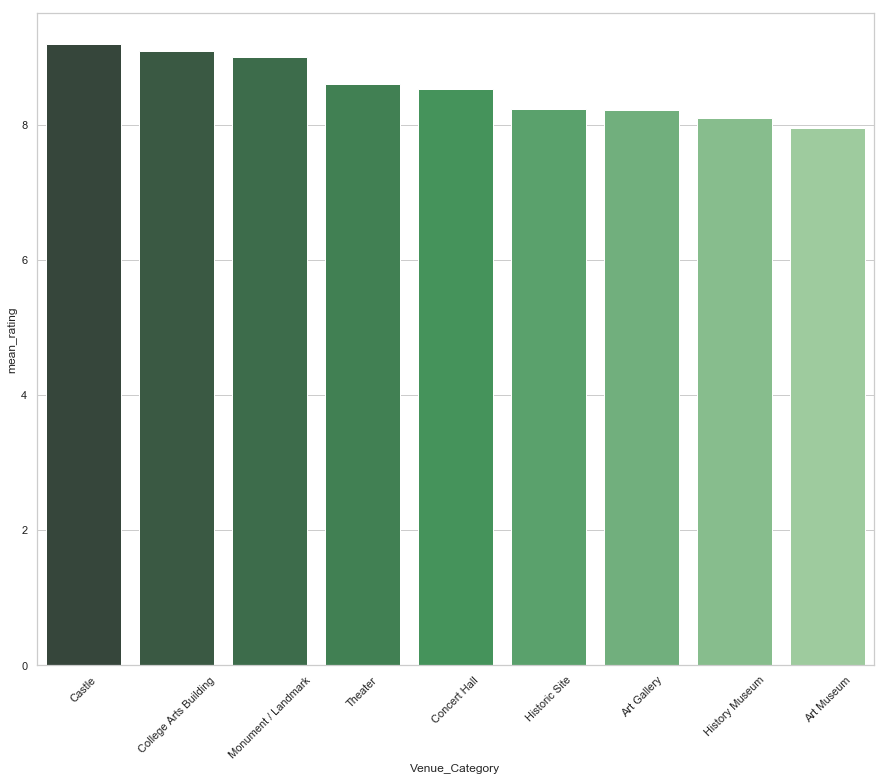 mean_rating
8
6
4
2
0
Castle
College Arts Building
Monument / Landmark
Theater
Concert Hall
Historic Site
Art Gallery
History Museum
Art Museum
Venue_Category